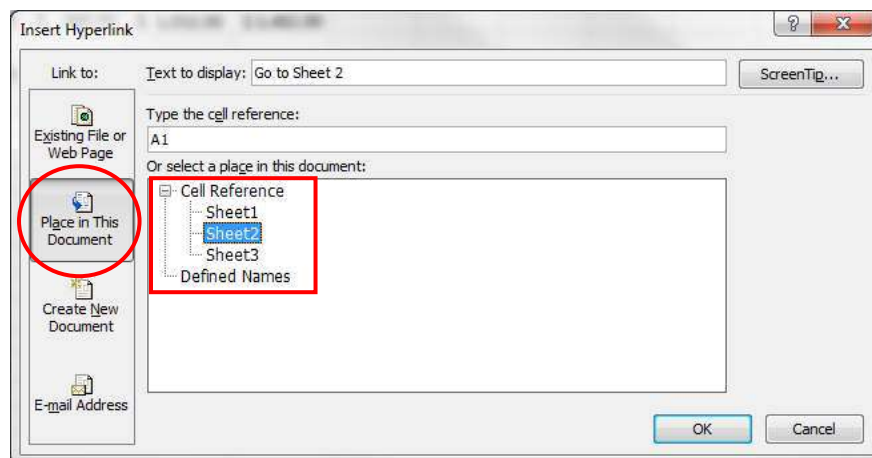 Insert Hyperlink
Link to:
Text to display: Go to Sheet 2
ScreenTip...
Existing File or
Web Page
Type the cell reference:
A1
Or select a place in this document:
Place in This
Document
Cell Reference
Sheet1
Sheet2
Sheet3
Defined Names
Create New
Document
E-mail Address
OK
Cancel